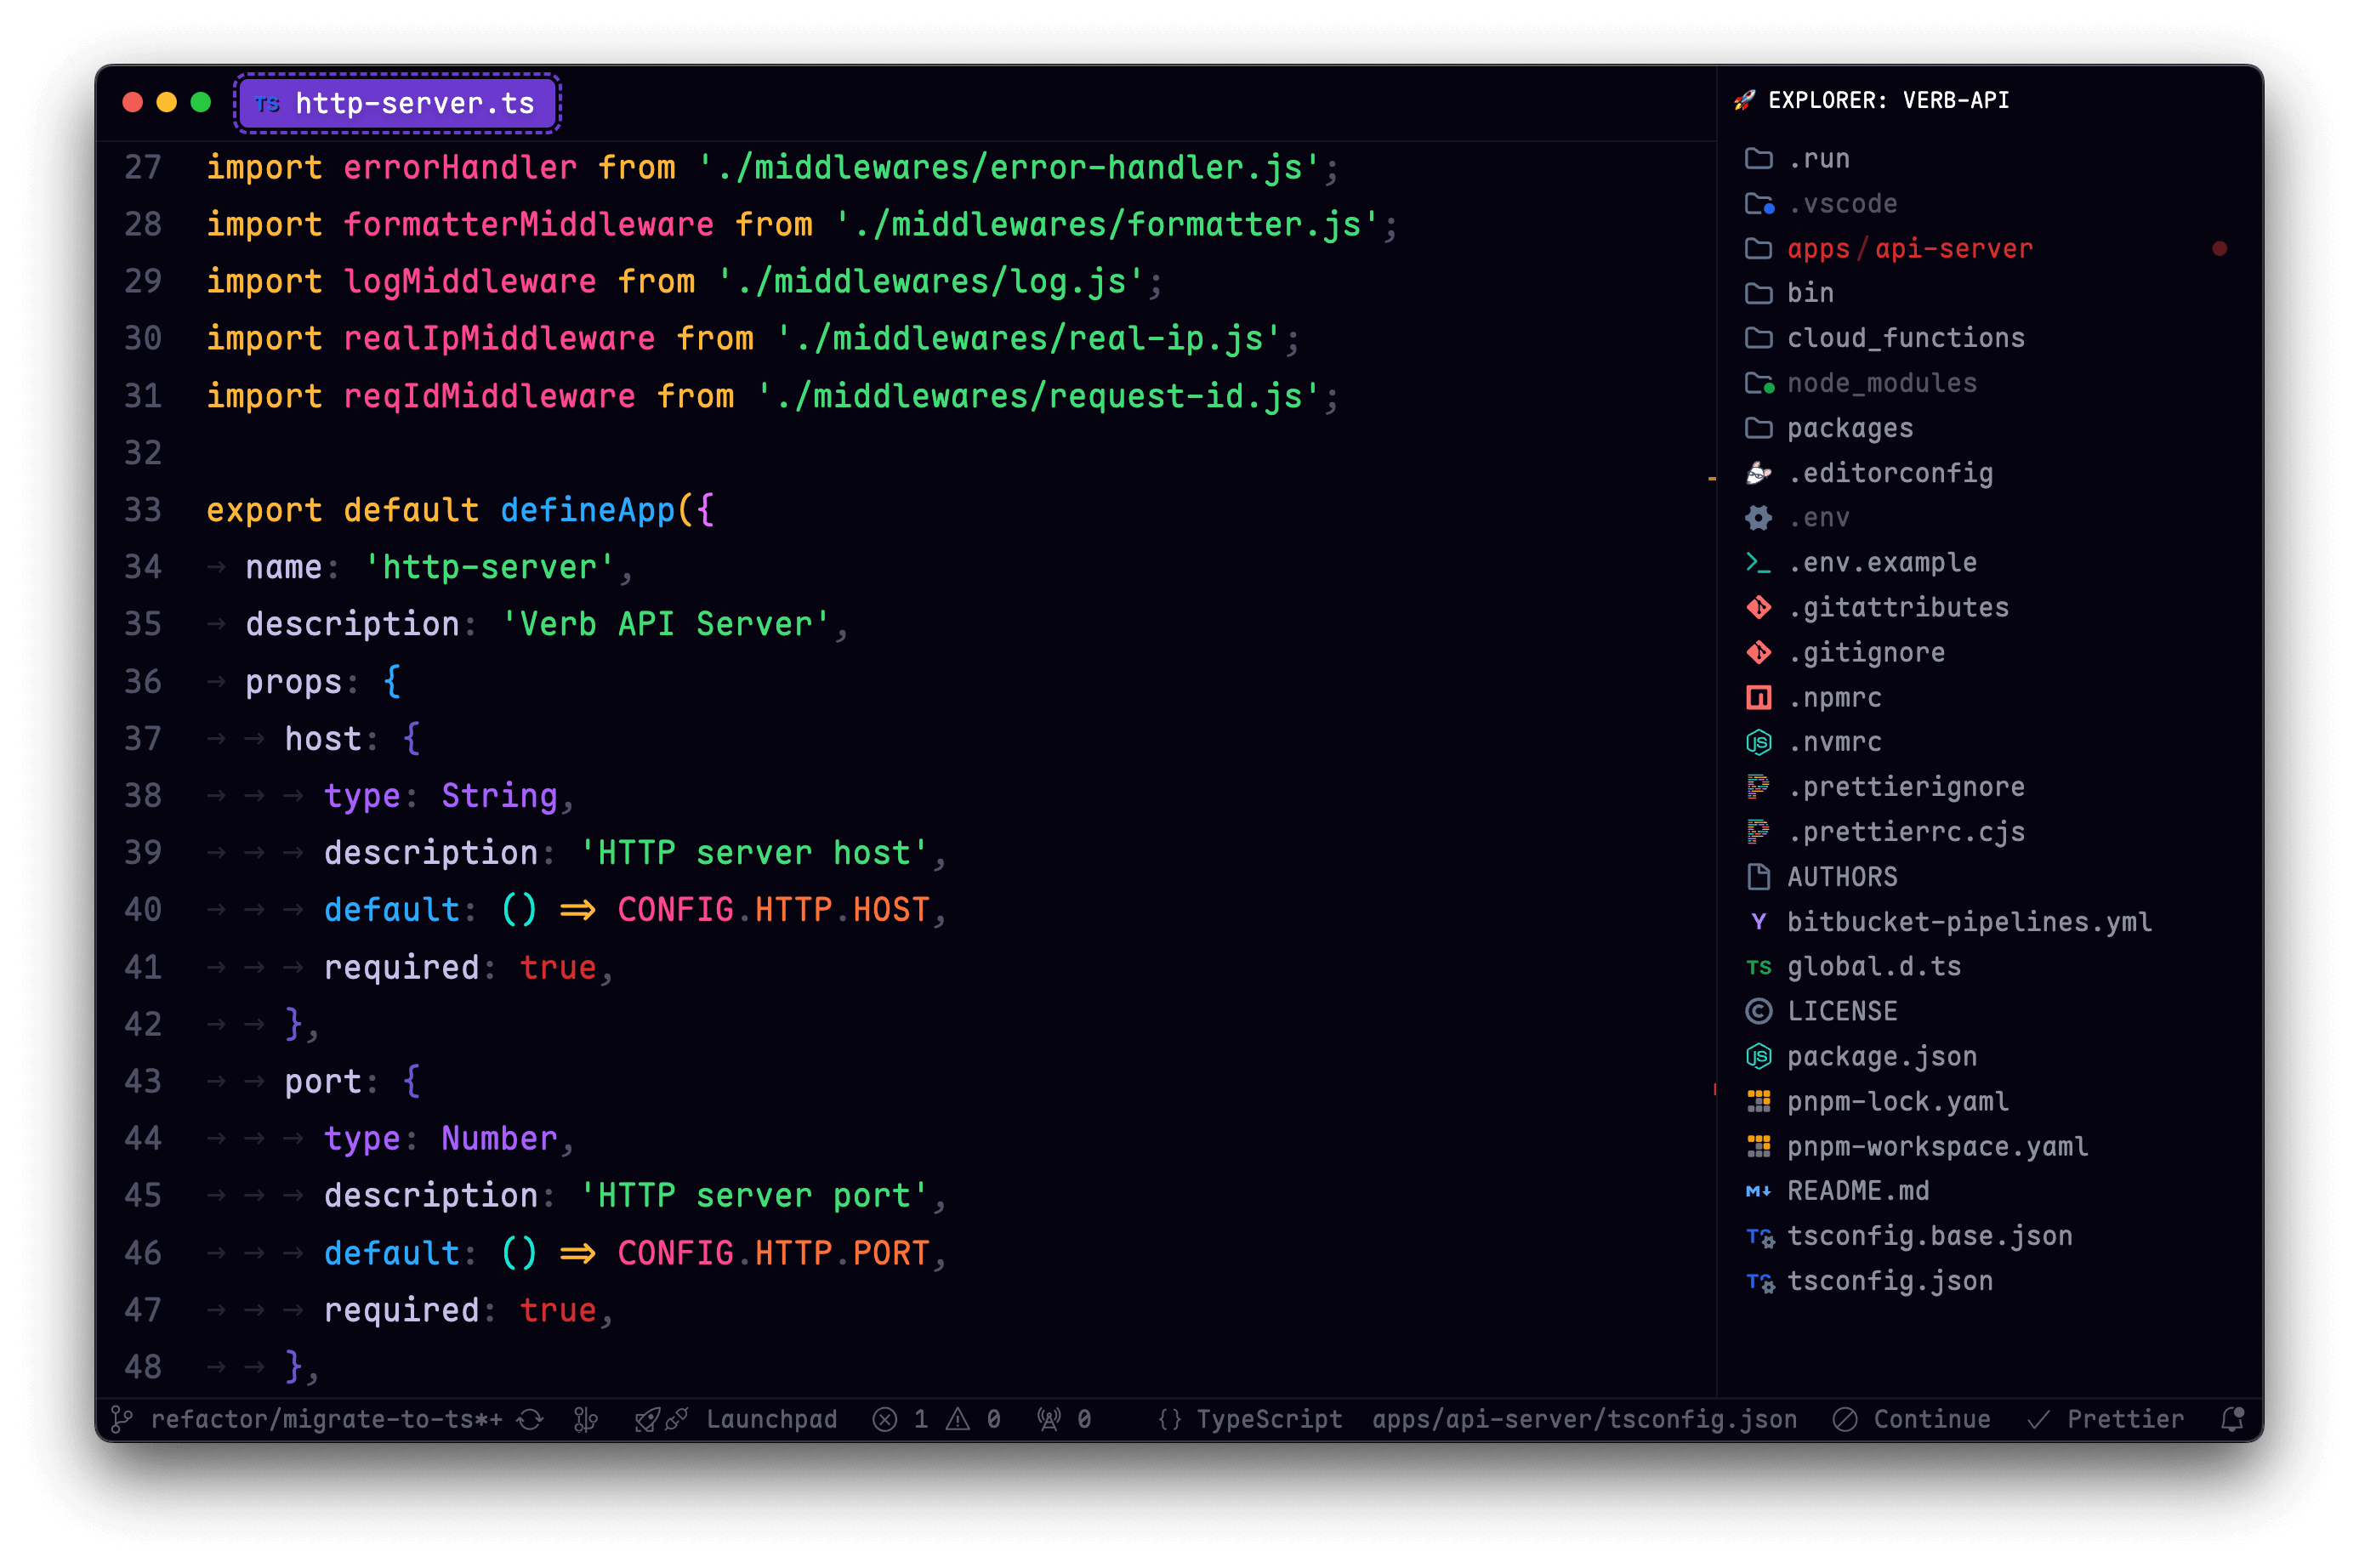 TS http-server.ts
27 import errorHandler from './middlewares/error-handler.js';
28 import formatterMiddleware from './middlewares/formatter.js';
29 import logMiddleware from './middlewares/log.js';
30 import realIpMiddleware from './middlewares/real-ip.js';
31 import reqIdMiddleware from './middlewares/request-id.js';
32
33 export default defineApp({
34 → name: 'http-server',
35 → description: 'Verb API Server',
36 → props: {
37 → → host: {
38 → → → type: String,
39 → → → description: 'HTTP server host',
40 → → → default: () => CONFIG.HTTP.HOST,
41 → → → required: true,
42 → → },
43 → → port: {
44 → → → type: Number,
45 → → → description: 'HTTP server port',
46 → → → default: () => CONFIG.HTTP.PORT,
47 → → → required: true,
48 → → },
🚀 EXPLORER: VERB-API
.run
.vscode
apps/api-server
bin
cloud_functions
node_modules
packages
.editorconfig
.env
.env.example
.gitattributes
.gitignore
.npmrc
JS .nvmrc
.prettierignore
.prettierrc.cjs
AUTHORS
Y bitbucket-pipelines.yml
TS global.d.ts
© LICENSE
JS package.json
pnpm-lock.yaml
pnpm-workspace.yaml
M↓ README.md
TS tsconfig.base.json
TS tsconfig.json
refactor/migrate-to-ts*+ Launchpad 1 0 0 {} TypeScript apps/api-server/tsconfig.json Continue ✓ Prettier